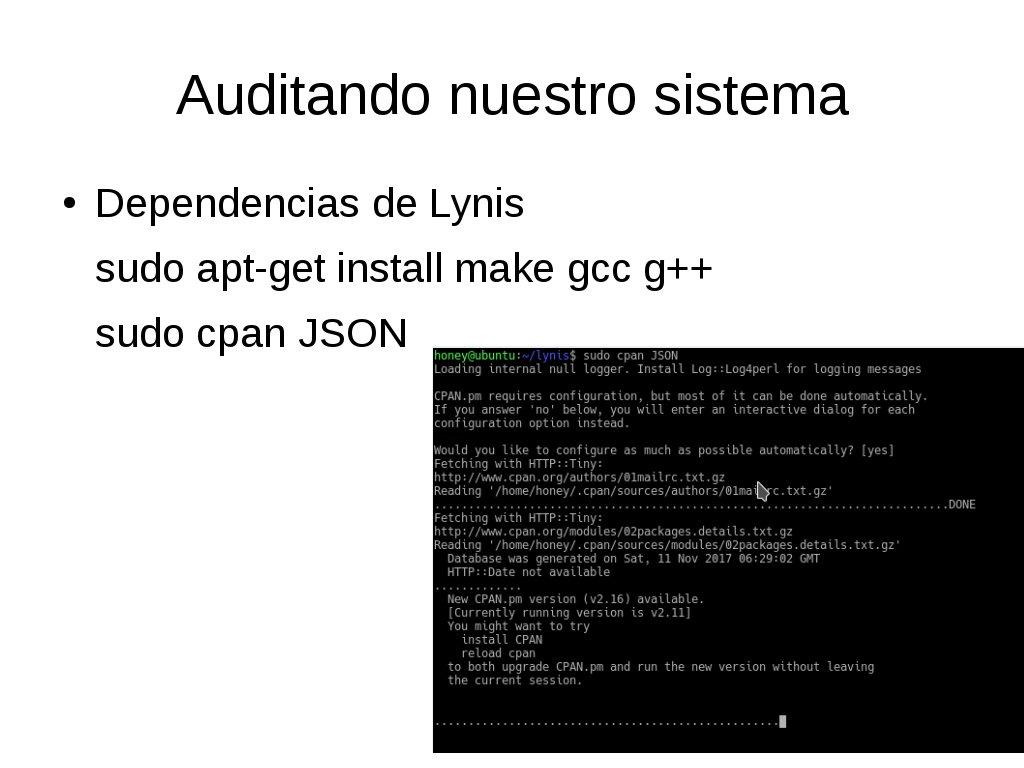 Auditando nuestro sistema
• Dependencias de Lynis
sudo apt-get install make gcc g++
sudo cpan JSON
honey@ubuntu:~/lynis$ sudo cpan JSON
Loading internal null logger. Install Log::Log4perl for logging messages
CPAN.pm requires configuration, but most of it can be done automatically.
If you answer 'no' below, you will enter an interactive dialog for each
configuration option instead.
Would you like to configure as much as possible automatically? [yes]
Fetching with HTTP::Tiny:
http://www.cpan.org/authors/01mailrc.txt.gz
Reading '/home/honey/.cpan/sources/authors/01mailrc.txt.gz'
............................................................................DONE
Fetching with HTTP::Tiny:
http://www.cpan.org/modules/02packages.details.txt.gz
Reading '/home/honey/.cpan/sources/modules/02packages.details.txt.gz'
  Database was generated on Sat, 11 Nov 2017 06:29:02 GMT
  HTTP::Date not available
.............
  New CPAN.pm version (v2.16) available.
  [Currently running version is v2.11]
  You might want to try
    install CPAN
    reload cpan
  to both upgrade CPAN.pm and run the new version without leaving
  the current session.
...................................................